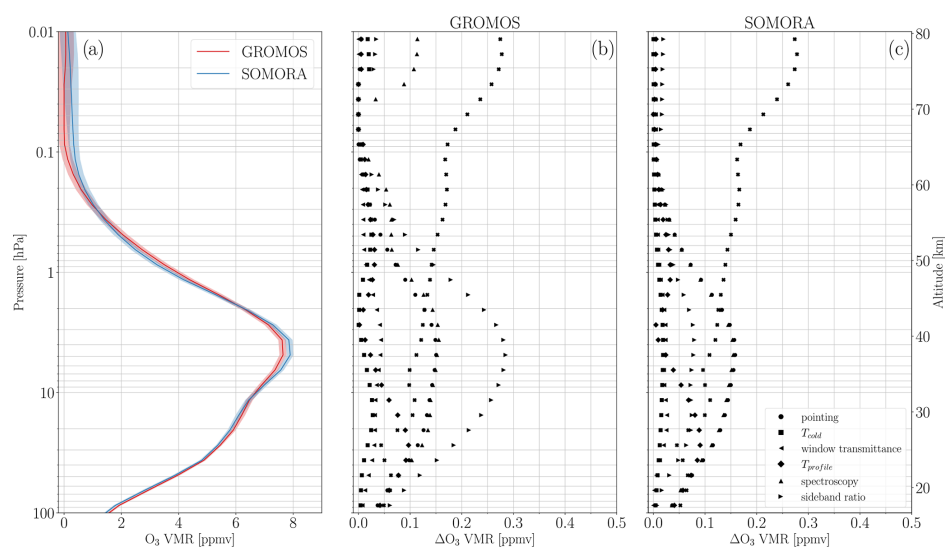 GROMOS
SOMORA
0.01
0.1
1
10
100
Pressure [hPa]
(a)
GROMOS
SOMORA
0
2
4
6
8
O3 VMR [ppmv]
(b)
0.0
0.1
0.2
0.3
0.4
0.5
ΔO3 VMR [ppmv]
(c)
pointing
Tcold
window transmittance
Tprofile
spectroscopy
sideband ratio
0.0
0.1
0.2
0.3
0.4
0.5
ΔO3 VMR [ppmv]
80
70
60
50
40
30
20
Altitude [km]